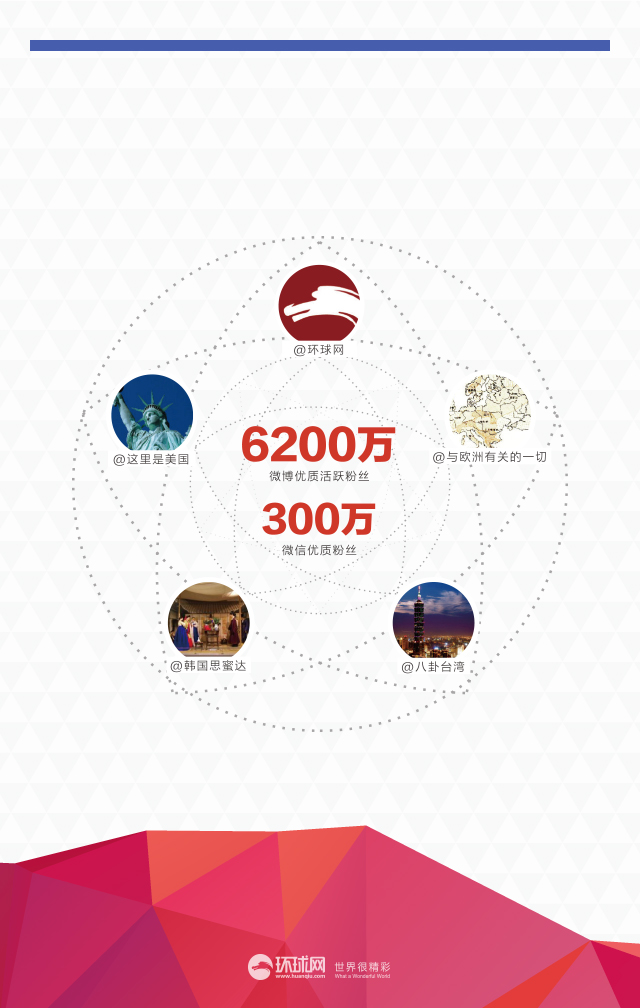 @环球网
@这里是美国
@与欧洲有关的一切
6200万
微博优质活跃粉丝
300万
微信优质粉丝
@韩国思蜜达
@八卦台湾
环球网
www.huanqiu.com
世界很精彩
What a Wonderful World